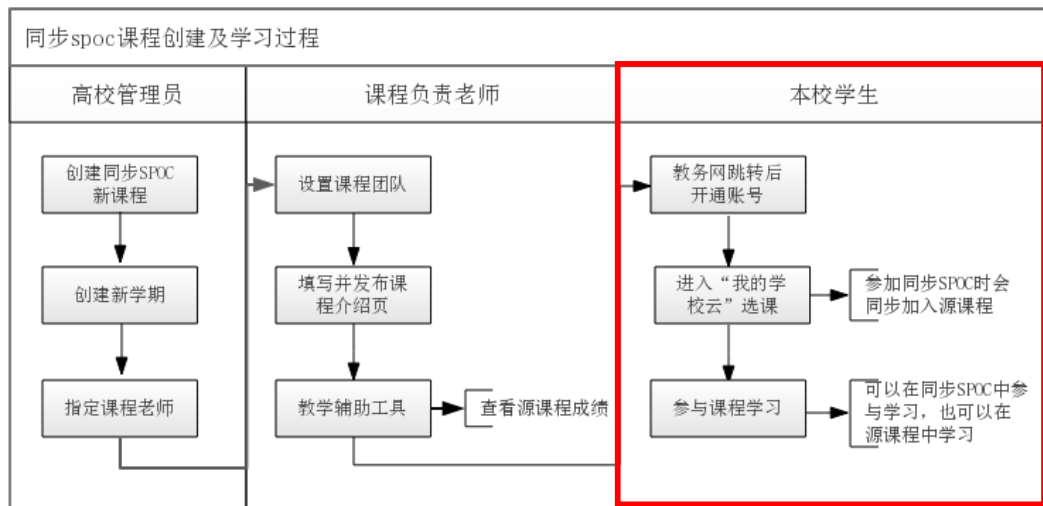 同步spoc课程创建及学习过程
高校管理员
课程负责老师
本校学生
创建同步SPOC
新课程
创建新学期
指定课程老师
设置课程团队
填写并发布课
程介绍页
教学辅助工具
查看源课程成绩
教务网跳转后
开通账号
进入“我的学
校云”选课
参加同步SPOC时会
同步加入源课程
参与课程学习
可以在同步SPOC中参
与学习，也可以在
源课程中学习